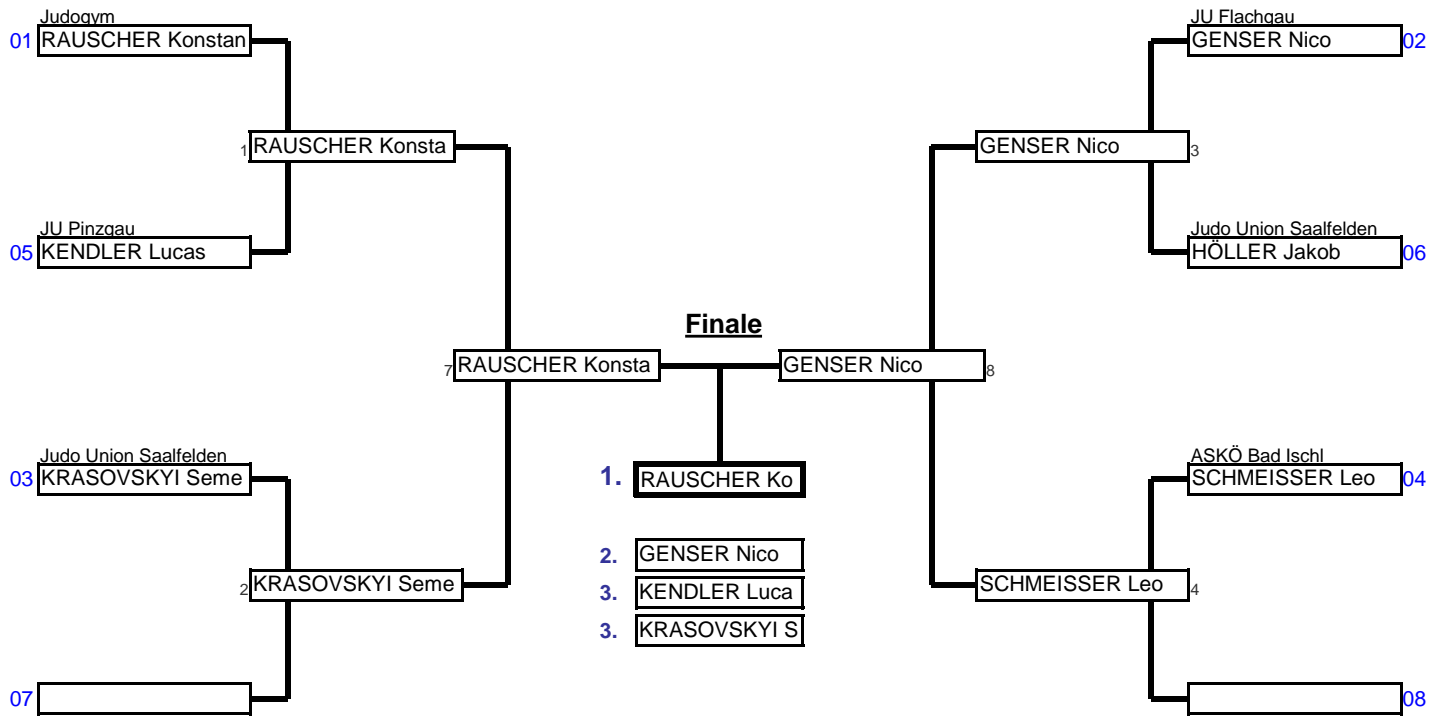 Judogym
01 RAUSCHER Konstan
JU Flachgau
GENSER Nico 02
1 RAUSCHER Konsta
GENSER Nico 3
JU Pinzgau
05 KENDLER Lucas
Judo Union Saalfelden
HÖLLER Jakob 06
Finale
7 RAUSCHER Konsta
GENSER Nico 8
Judo Union Saalfelden
03 KRASOVSKYI Seme
1. RAUSCHER Ko
ASKÖ Bad Ischl
SCHMEISSER Leo 04
2. GENSER Nico
2 KRASOVSKYI Seme
3. KENDLER Luca
SCHMEISSER Leo 4
3. KRASOVSKYI S
07
08